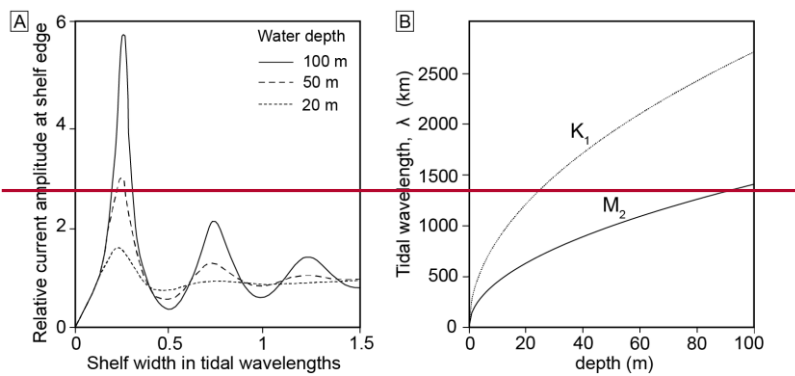 A
Relative current amplitude at shelf edge
6
4
2
0
Water depth
100 m
50 m
20 m
0 0.5 1 1.5
Shelf width in tidal wavelengths
B
Tidal wavelength, λ (km)
2500
2000
1500
1000
500
0
K1
M2
0 20 40 60 80 100
depth (m)